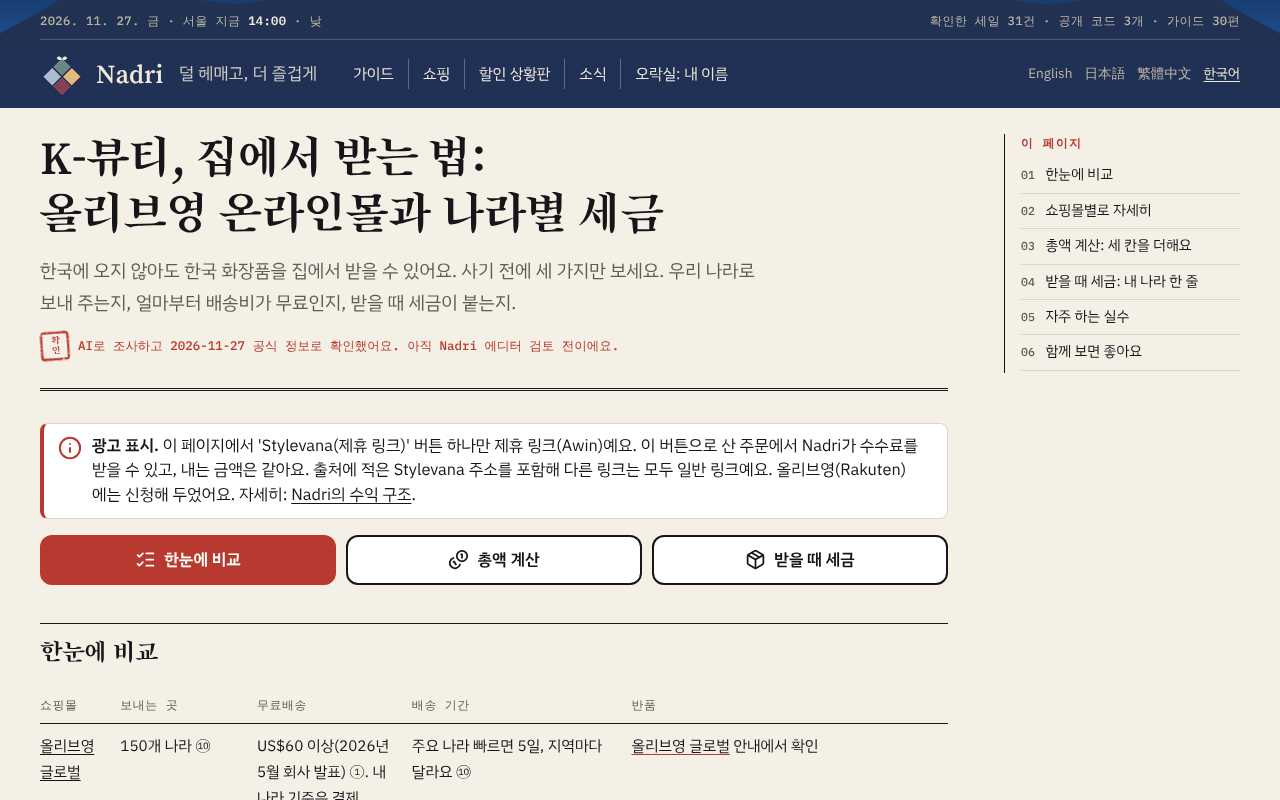 2026. 11. 27. 금 · 서울 지금 14:00 · 낮
확인한 세일 31건 · 공개 코드 3개 · 가이드 30편
Nadri 덜 헤매고, 더 즐겁게
가이드 쇼핑 할인 상황판 소식 오락실: 내 이름
English 日本語 繁體中文 한국어
K-뷰티, 집에서 받는 법:
올리브영 온라인몰과 나라별 세금
한국에 오지 않아도 한국 화장품을 집에서 받을 수 있어요. 사기 전에 세 가지만 보세요. 우리 나라로
보내 주는지, 얼마부터 배송비가 무료인지, 받을 때 세금이 붙는지.
확인
AI로 조사하고 2026-11-27 공식 정보로 확인했어요. 아직 Nadri 에디터 검토 전이에요.
이 페이지
01 한눈에 비교
02 쇼핑몰별로 자세히
03 총액 계산: 세 칸을 더해요
04 받을 때 세금: 내 나라 한 줄
05 자주 하는 실수
06 함께 보면 좋아요
광고 표시. 이 페이지에서 'Stylevana(제휴 링크)' 버튼 하나만 제휴 링크(Awin)예요. 이 버튼으로 산 주문에서 Nadri가 수수료를
받을 수 있고, 내는 금액은 같아요. 출처에 적은 Stylevana 주소를 포함해 다른 링크는 모두 일반 링크예요. 올리브영(Rakuten)
에는 신청해 두었어요. 자세히: Nadri의 수익 구조.
한눈에 비교
총액 계산
받을 때 세금
한눈에 비교
쇼핑몰 보내는 곳 무료배송 배송 기간 반품
올리브영 150개 나라 ⑩ US$60 이상(2026년 주요 나라 빠르면 5일, 지역마다 올리브영 글로벌 안내에서 확인
글로벌 5월 회사 발표) ①. 내 달라요 ⑩
나라 기준은 결제